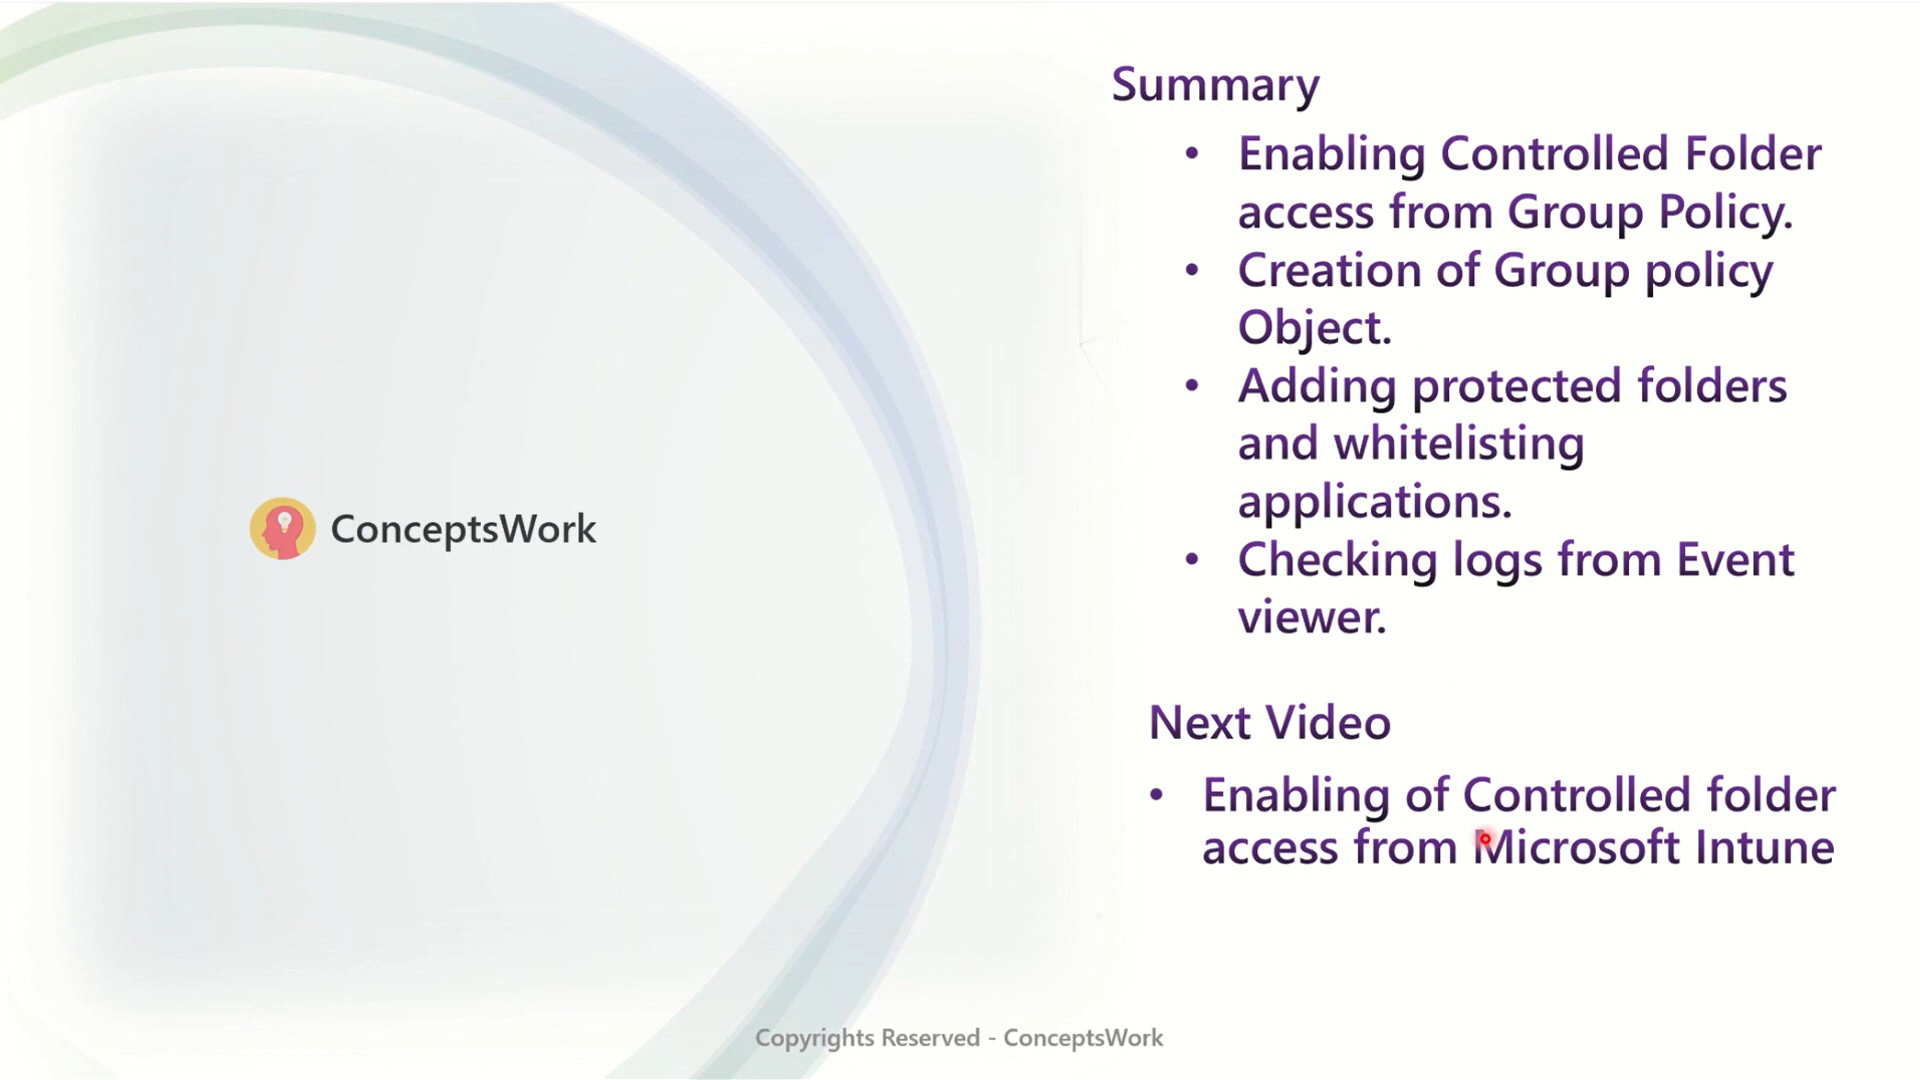 Summary
• Enabling Controlled Folder
access from Group Policy.
• Creation of Group policy
Object.
• Adding protected folders
and whitelisting
applications.
• Checking logs from Event
viewer.
ConceptsWork
Next Video
• Enabling of Controlled folder
access from Microsoft Intune
Copyrights Reserved - ConceptsWork